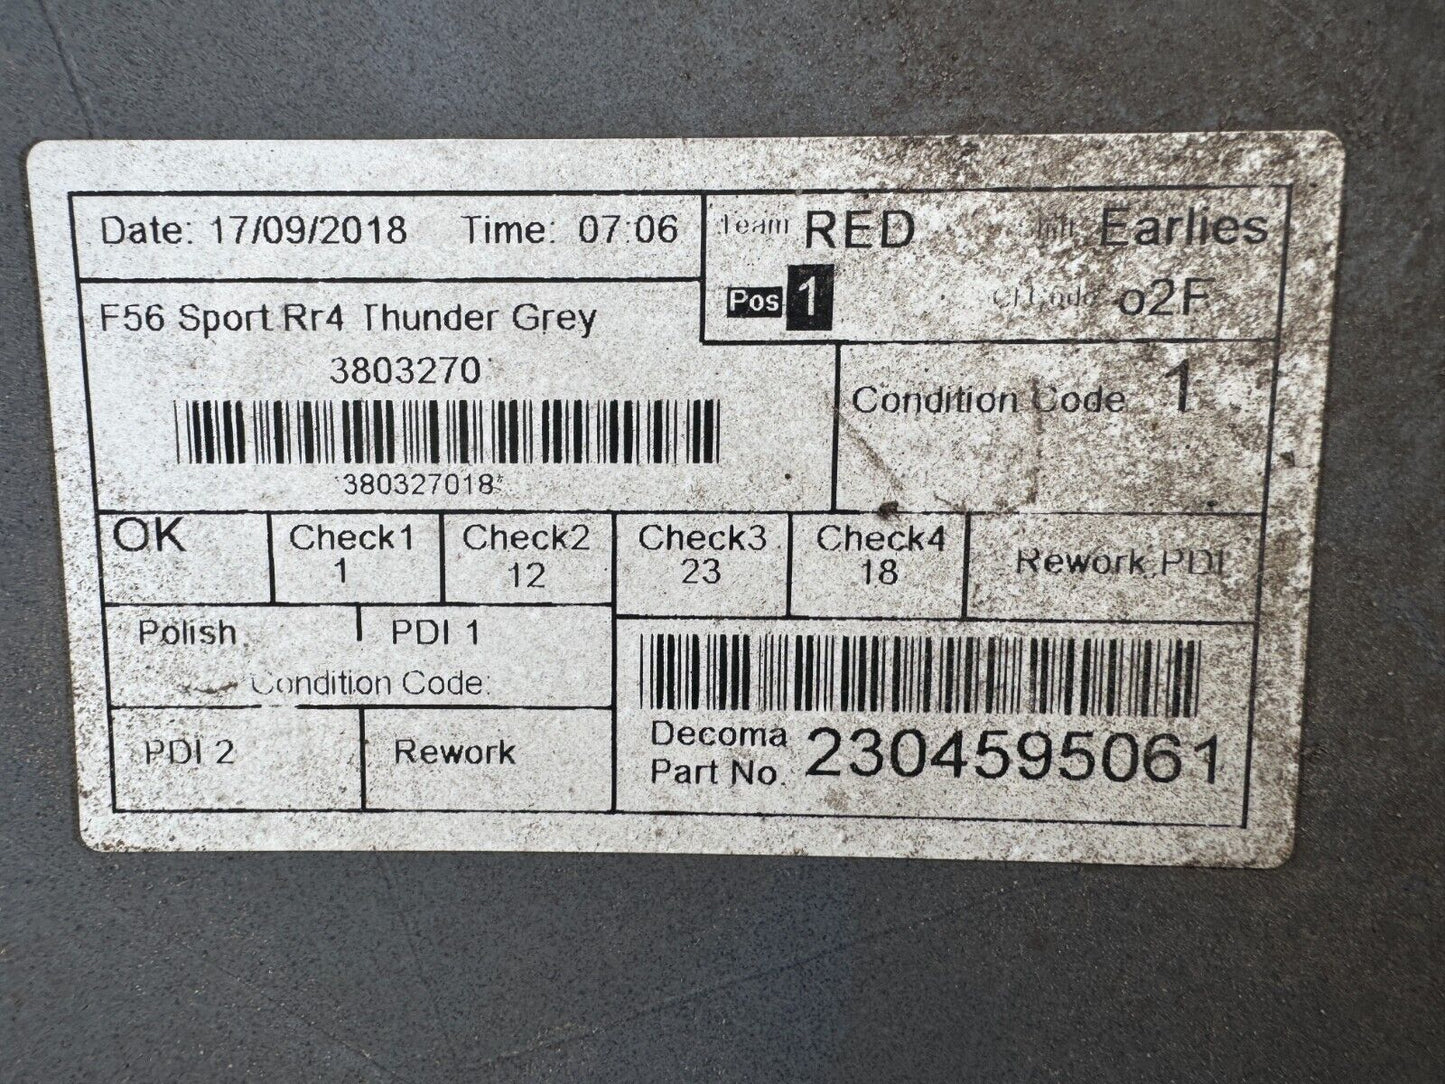 Date: 17/09/2018 Time: 07:06
Team RED Shift Earlies
Pos 1 o2F
F56 Sport Rr4 Thunder Grey
3803270
380327018*
Condition Code 1
OK Check1 Check2 Check3 Check4 Rework PDI
1 12 23 18
Polish PDI 1
Condition Code:
PDI 2 Rework
Decoma
Part No. 2304595061